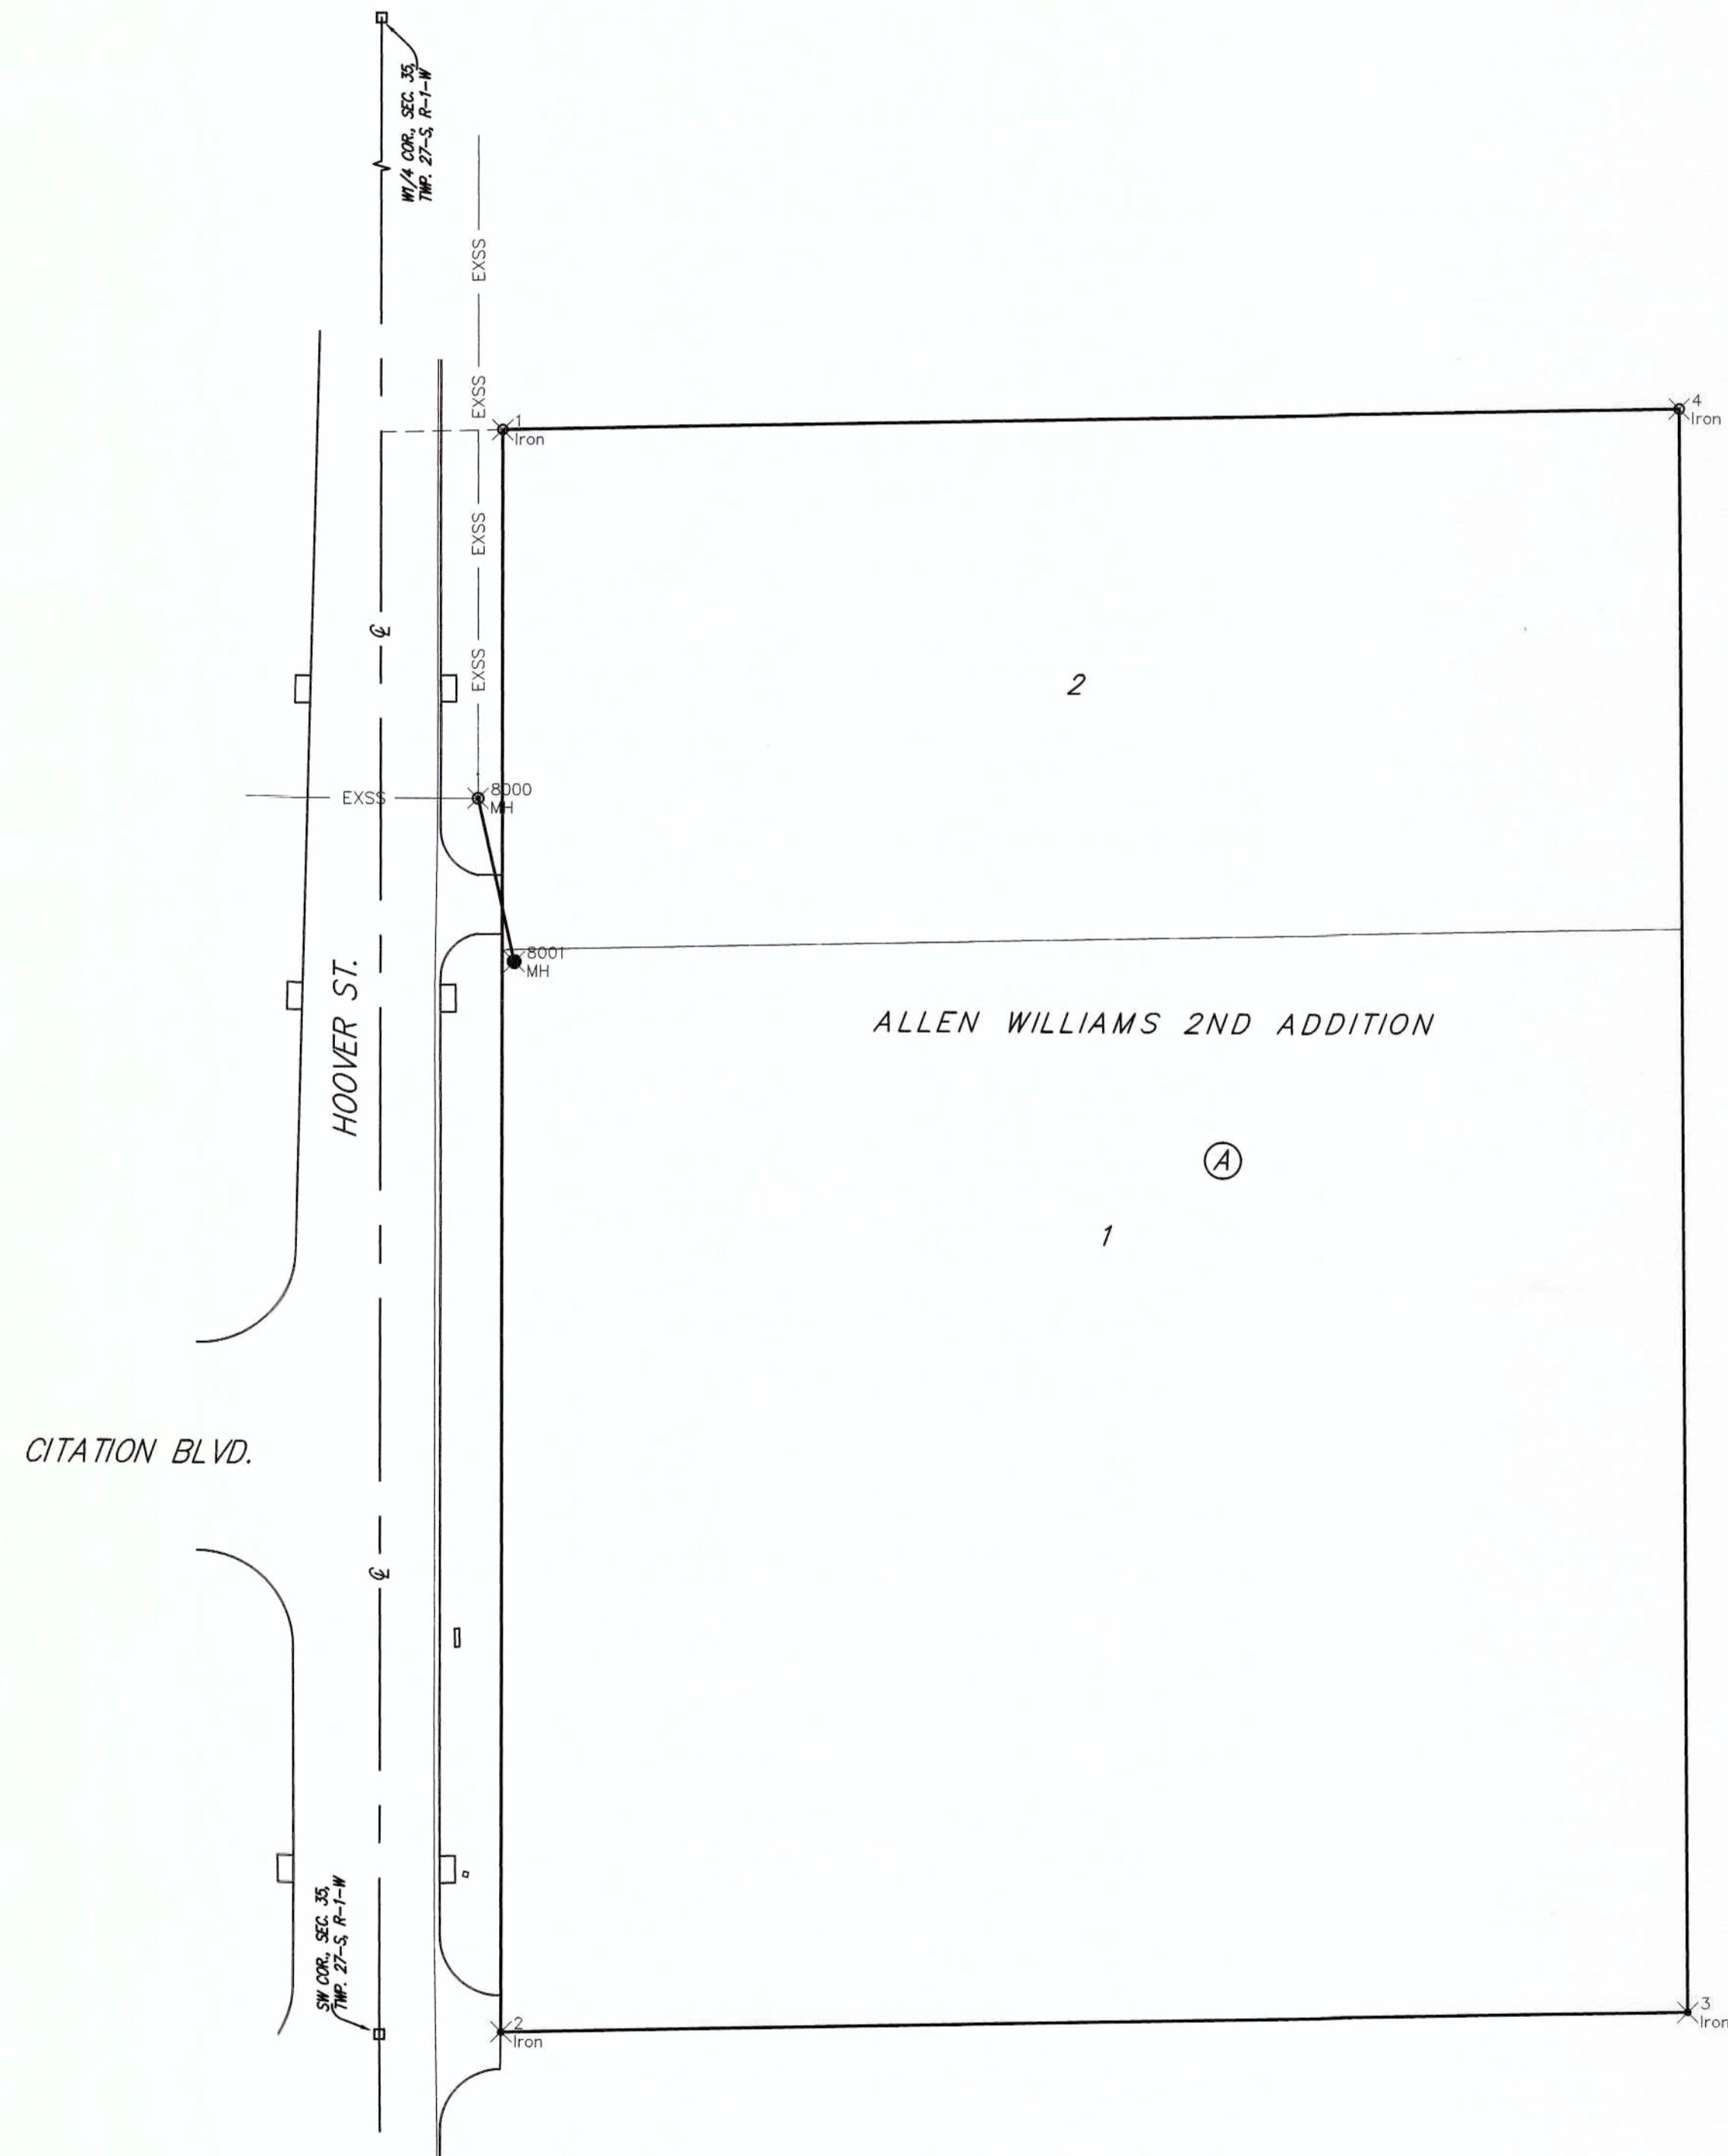 W1/4 COR., SEC. 35,
TWP. 27-S, R-1-W
EXSS
EXSS
1
Iron
4
Iron
EXSS
℄
2
EXSS
8000
MH
EXSS
8001
MH
HOOVER ST.
ALLEN WILLIAMS 2ND ADDITION
A
1
CITATION BLVD.
℄
SW COR., SEC. 35,
TWP. 27-S, R-1-W
2
Iron
3
Iron